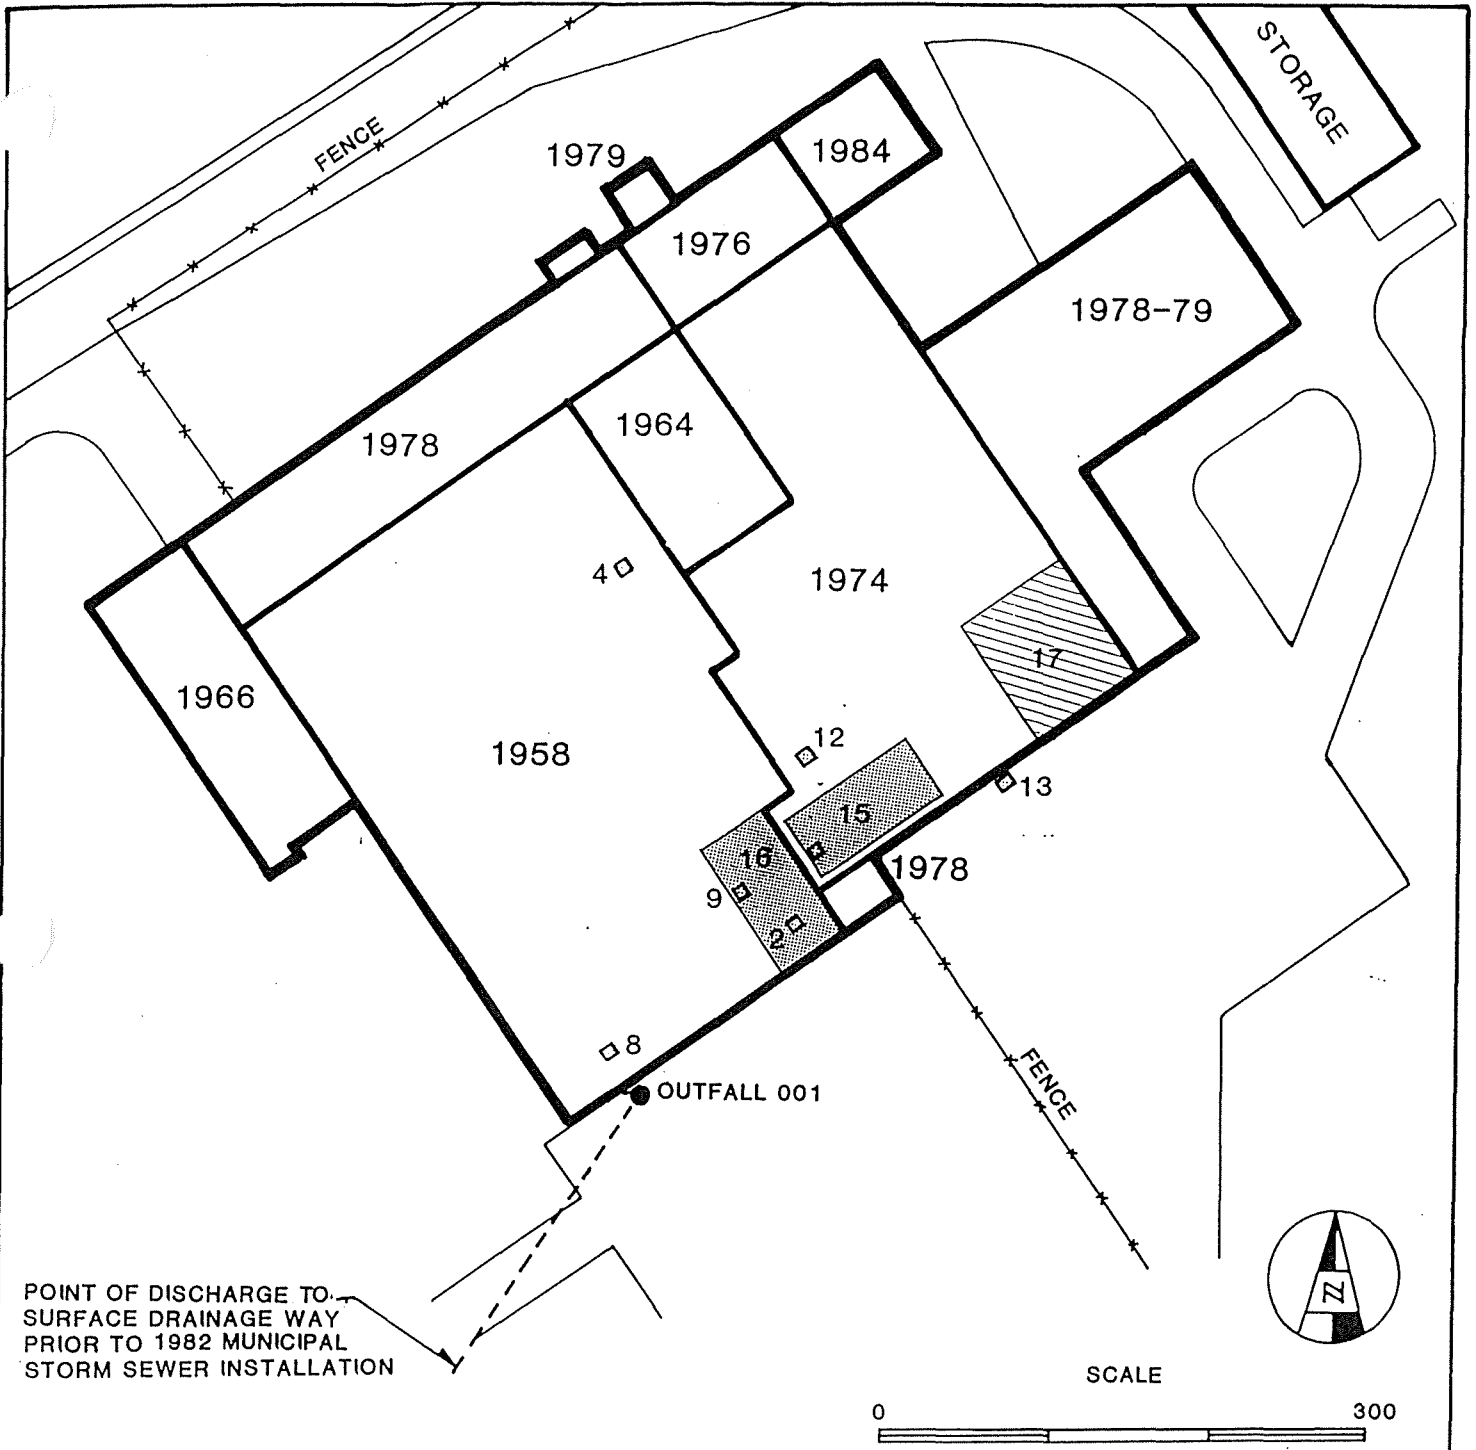 STORAGE
FENCE
1979
1984
1976
1978-79
1964
1978
4
1974
17
1966
1958
12
13
15
16
1978
9
2
8
OUTFALL 001
FENCE
POINT OF DISCHARGE TO
SURFACE DRAINAGE WAY
PRIOR TO 1982 MUNICIPAL
STORM SEWER INSTALLATION
SCALE
0 300